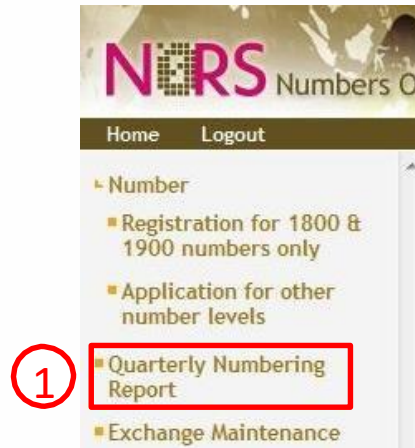 NORS Numbers O
Home Logout
Number
Registration for 1800 &
1900 numbers only
Application for other
number levels
1
Quarterly Numbering
Report
Exchange Maintenance